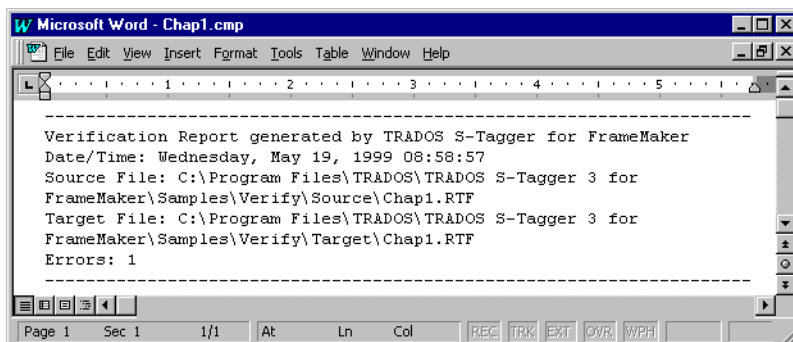 Microsoft Word - Chap1.cmp
File Edit View Insert Format Tools Table Window Help
1 2 3 4 5
Verification Report generated by TRADOS S-Tagger for FrameMaker
Date/Time: Wednesday, May 19, 1999 08:58:57
Source File: C:\Program Files\TRADOS\TRADOS S-Tagger 3 for
FrameMaker\Samples\Verify\Source\Chap1.RTF
Target File: C:\Program Files\TRADOS\TRADOS S-Tagger 3 for
FrameMaker\Samples\Verify\Target\Chap1.RTF
Errors: 1
Page 1 Sec 1 1/1 At Ln Col REC TRK EXT OVR WPH